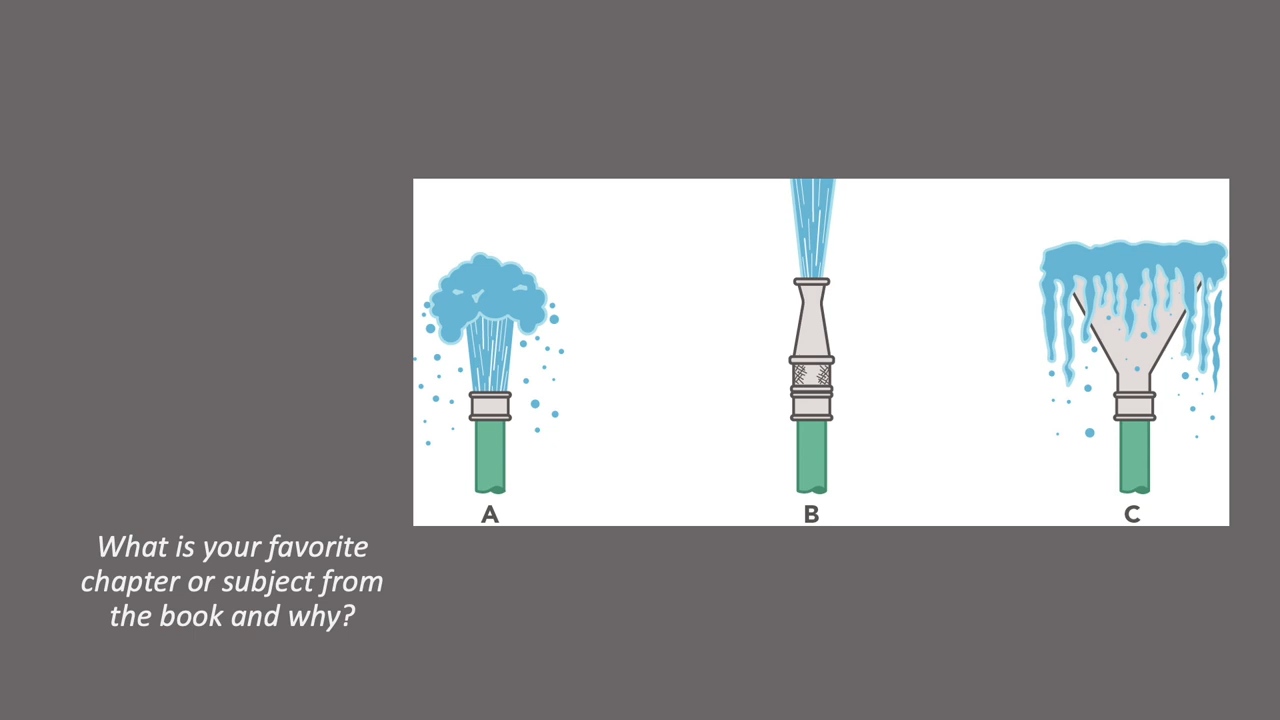 A B C
What is your favorite
chapter or subject from
the book and why?